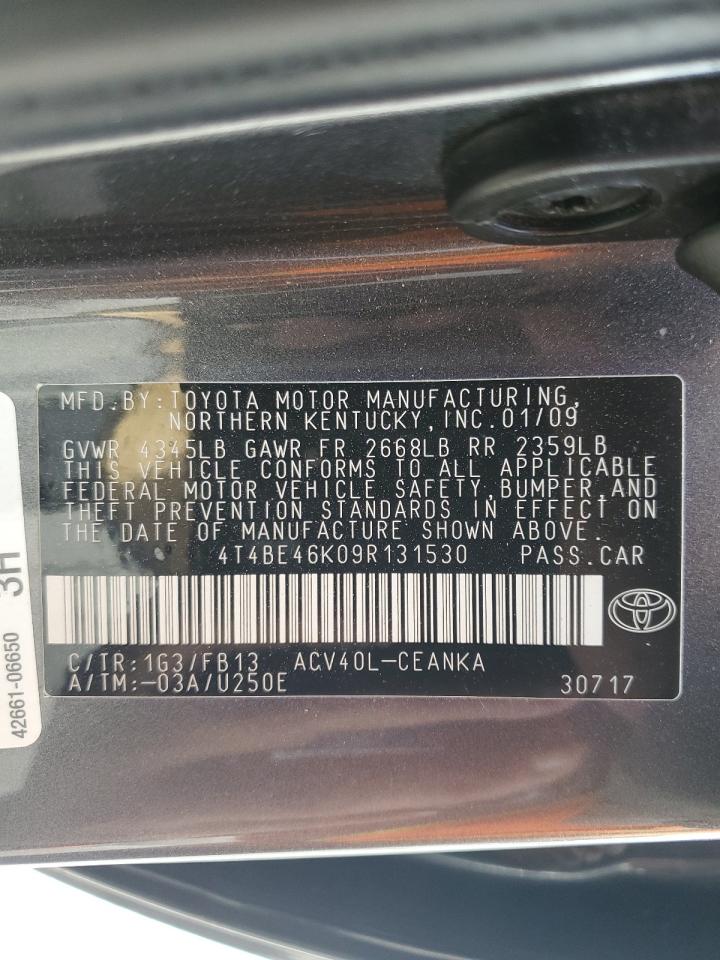 MFD.BY:TOYOTA MOTOR MANUFACTURING,
NORTHERN KENTUCKY,INC.01/09
GVWR 4345LB GAWR FR 2668LB RR 2359LB
THIS VEHICLE CONFORMS TO ALL APPLICABLE
FEDERAL MOTOR VEHICLE SAFETY,BUMPER,AND
THEFT PREVENTION STANDARDS IN EFFECT ON
THE DATE OF MANUFACTURE SHOWN ABOVE.
4T4BE46K09R131530 PASS.CAR
C/TR:1G3/FB13 ACV40L-CEANKA
A/TM:-03A/U250E 30717
42661-06650
3H